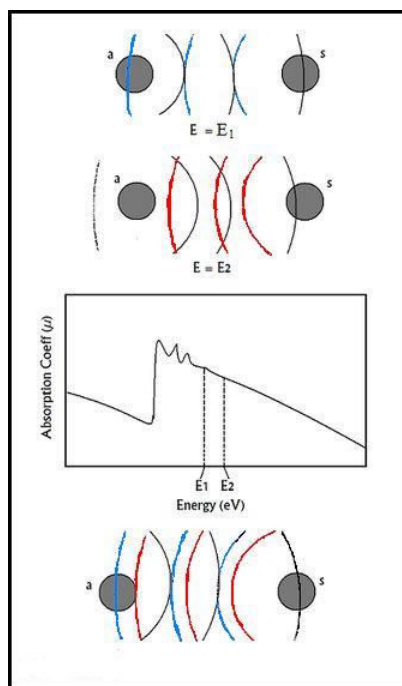 a s
E = E1
a s
E = E2
Absorption Coeff (μ)
E1 E2
Energy (eV)
a s